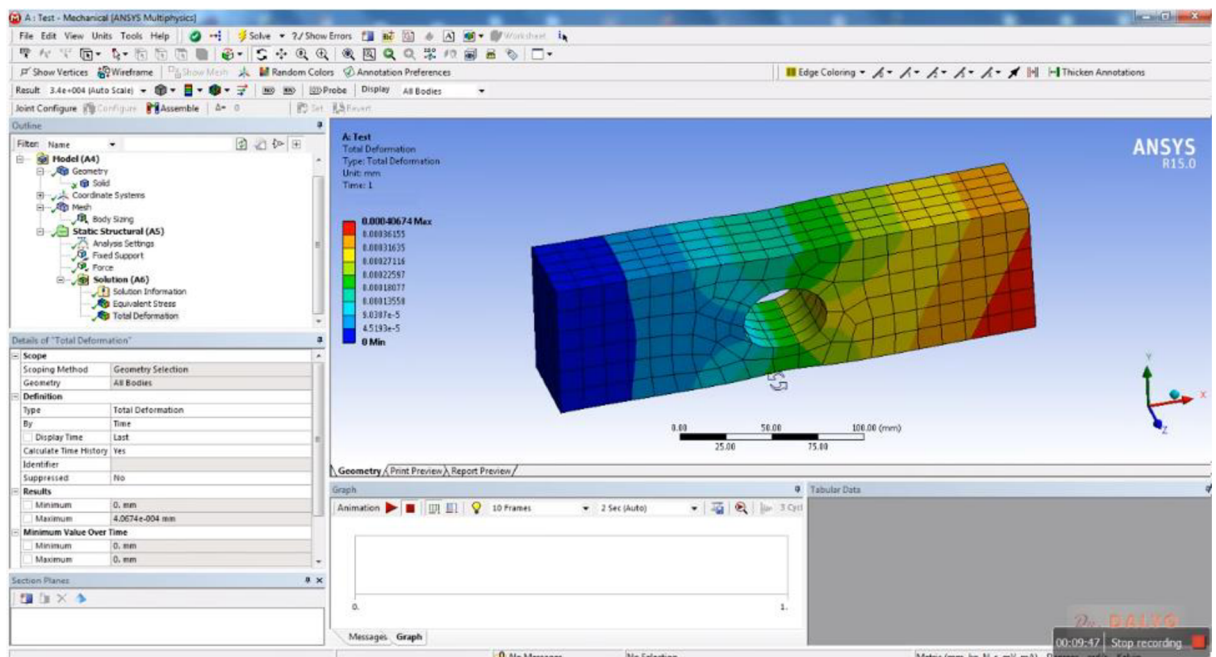 A : Test - Mechanical [ANSYS Multiphysics]
File Edit View Units Tools Help Solve ?/ Show Errors Worksheet
Show Vertices Wireframe Show Mesh Random Colors Annotation Preferences Edge Coloring Thicken Annotations
Result 3.4e+004 (Auto Scale) Probe Display All Bodies
Joint Configure Configure Assemble Δ= 0 Set Revert
Outline
Filter: Name
Model (A4)
Geometry
Solid
Coordinate Systems
Mesh
Body Sizing
Static Structural (A5)
Analysis Settings
Fixed Support
Force
Solution (A6)
Solution Information
Equivalent Stress
Total Deformation
Details of "Total Deformation"
Scope
Scoping Method Geometry Selection
Geometry All Bodies
Definition
Type Total Deformation
By Time
Display Time Last
Calculate Time History Yes
Identifier
Suppressed No
Results
Minimum 0. mm
Maximum 4.0674e-004 mm
Minimum Value Over Time
Minimum 0. mm
Maximum 0. mm
Section Planes
A: Test
Total Deformation
Type: Total Deformation
Unit: mm
Time: 1
0.00040674 Max
0.00036155
0.00031635
0.00027116
0.00022597
0.00018077
0.00013558
9.0387e-5
4.5193e-5
0 Min
ANSYS
R15.0
Y
X
Z
0.00 50.00 100.00 (mm)
25.00 75.00
Geometry Print Preview Report Preview
Graph
Animation 10 Frames 2 Sec (Auto) 3 Cycl
0. 1.
Messages Graph
Tabular Data
Dr. DALYO
00:09:47 Stop recording
No Messages No Selection